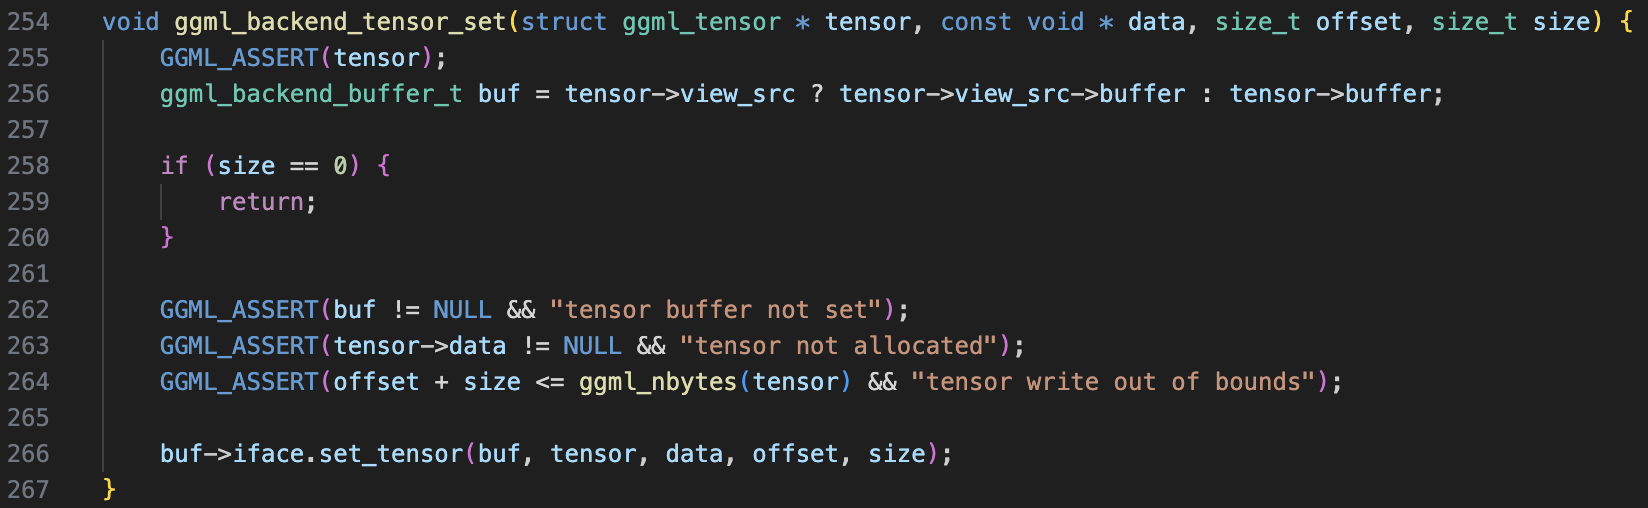 254 void ggml_backend_tensor_set(struct ggml_tensor * tensor, const void * data, size_t offset, size_t size) {
255     GGML_ASSERT(tensor);
256     ggml_backend_buffer_t buf = tensor->view_src ? tensor->view_src->buffer : tensor->buffer;
257
258     if (size == 0) {
259         return;
260     }
261
262     GGML_ASSERT(buf != NULL && "tensor buffer not set");
263     GGML_ASSERT(tensor->data != NULL && "tensor not allocated");
264     GGML_ASSERT(offset + size <= ggml_nbytes(tensor) && "tensor write out of bounds");
265
266     buf->iface.set_tensor(buf, tensor, data, offset, size);
267 }